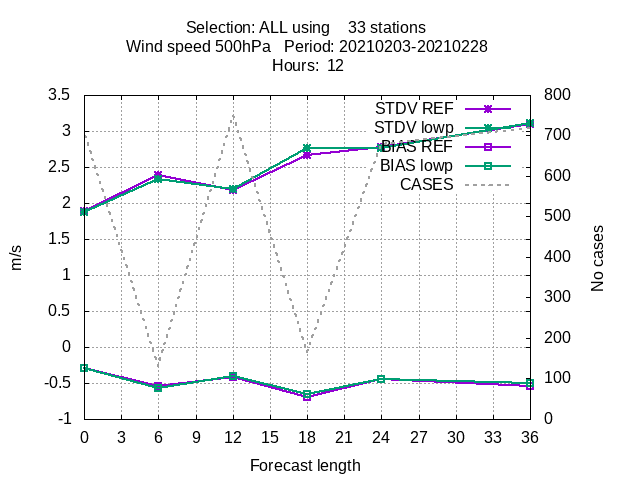 Selection: ALL using    33 stations
Wind speed 500hPa   Period: 20210203-20210228
Hours:  12
3.5
3
2.5
2
1.5
1
0.5
0
-0.5
-1
m/s
STDV REF
STDV lowp
BIAS REF
BIAS lowp
CASES
800
700
600
500
400
300
200
100
0
No cases
0 3 6 9 12 15 18 21 24 27 30 33 36
Forecast length